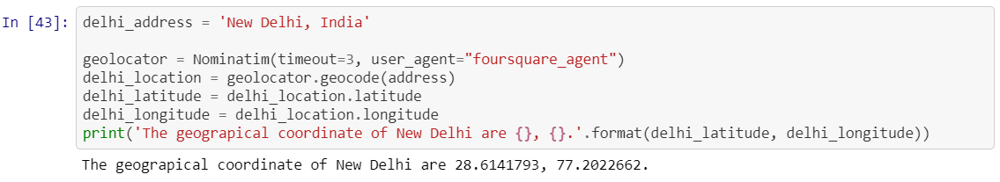 In [43]: delhi_address = 'New Delhi, India'
geolocator = Nominatim(timeout=3, user_agent="foursquare_agent")
delhi_location = geolocator.geocode(address)
delhi_latitude = delhi_location.latitude
delhi_longitude = delhi_location.longitude
print('The geograpical coordinate of New Delhi are {}, {}.'.format(delhi_latitude, delhi_longitude))
The geograpical coordinate of New Delhi are 28.6141793, 77.2022662.